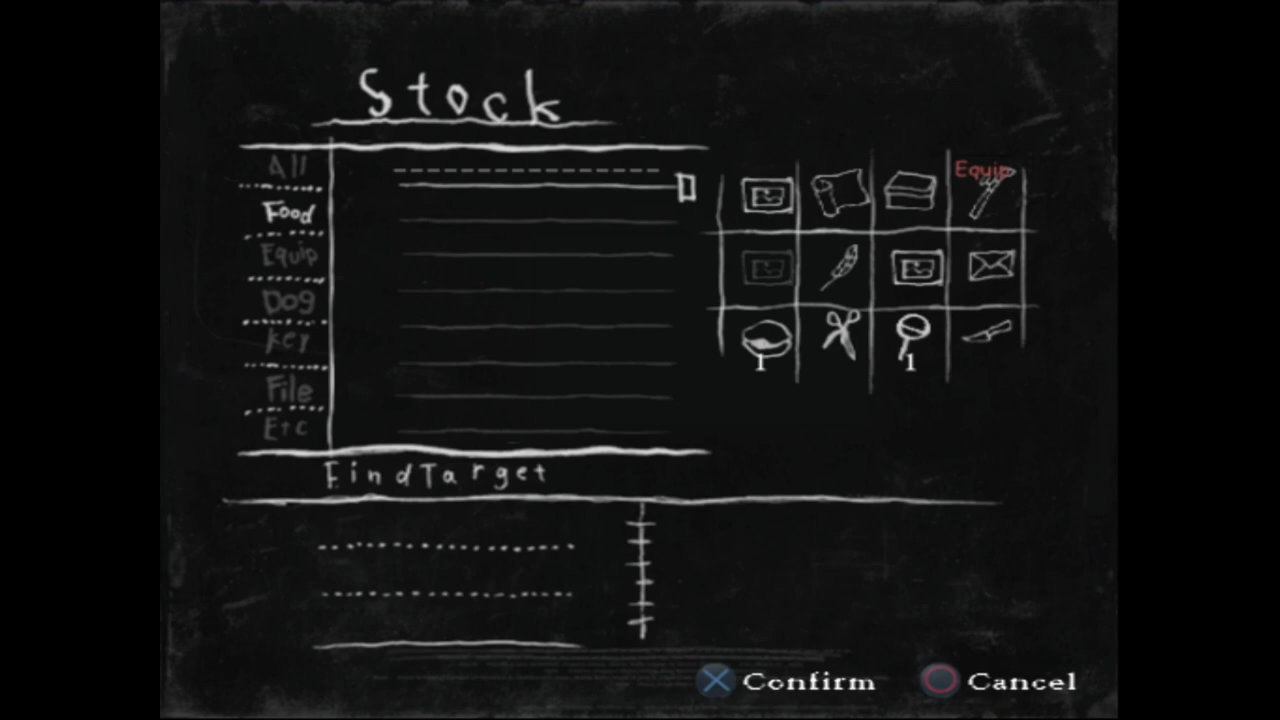 Stock
All
Food
Equip
Dog
Key
File
Etc
Equip
1
1
FindTarget
Confirm
Cancel